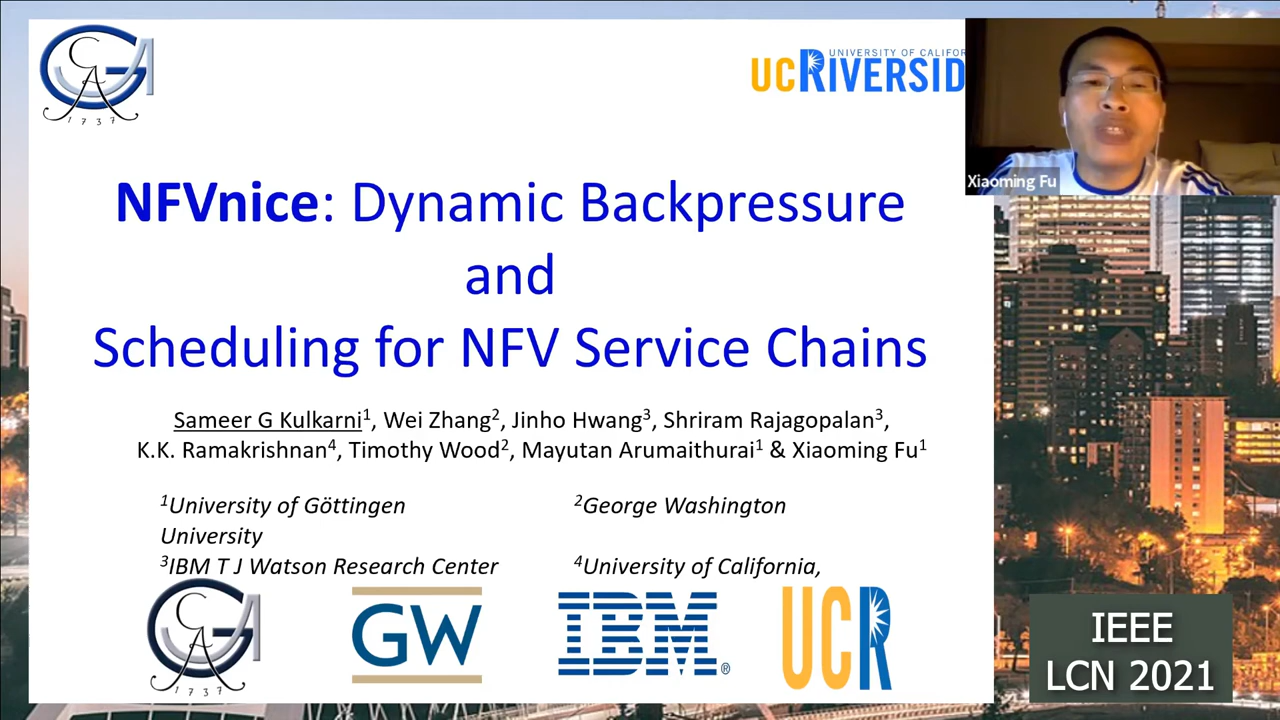 1737
UNIVERSITY OF CALIFOR
UCRIVERSID
Xiaoming Fu
NFVnice: Dynamic Backpressure
and
Scheduling for NFV Service Chains
Sameer G Kulkarni1, Wei Zhang2, Jinho Hwang3, Shriram Rajagopalan3,
K.K. Ramakrishnan4, Timothy Wood2, Mayutan Arumaithurai1 & Xiaoming Fu1
1University of Göttingen 2George Washington
University
3IBM T J Watson Research Center 4University of California,
1737
GW
IBM®
UCR
IEEE
LCN 2021